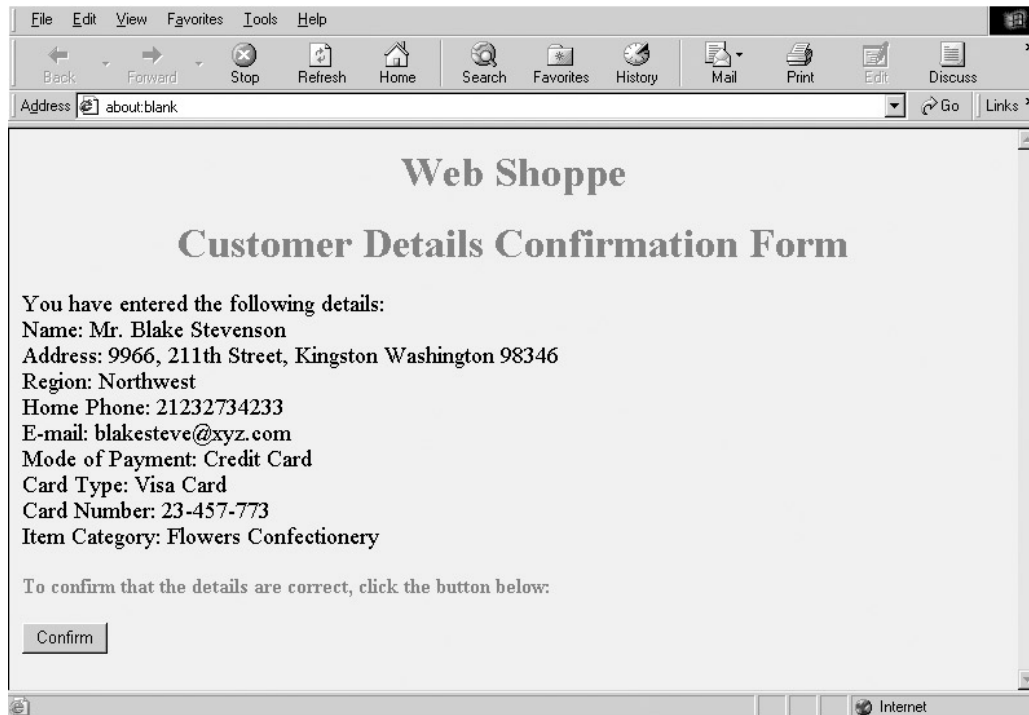 File Edit View Favorites Tools Help
Back Forward Stop Refresh Home Search Favorites History Mail Print Edit Discuss
Address about:blank Go Links
Web Shoppe
Customer Details Confirmation Form
You have entered the following details:
Name: Mr. Blake Stevenson
Address: 9966, 211th Street, Kingston Washington 98346
Region: Northwest
Home Phone: 21232734233
E-mail: blakesteve@xyz.com
Mode of Payment: Credit Card
Card Type: Visa Card
Card Number: 23-457-773
Item Category: Flowers Confectionery
To confirm that the details are correct, click the button below:
Confirm
Internet